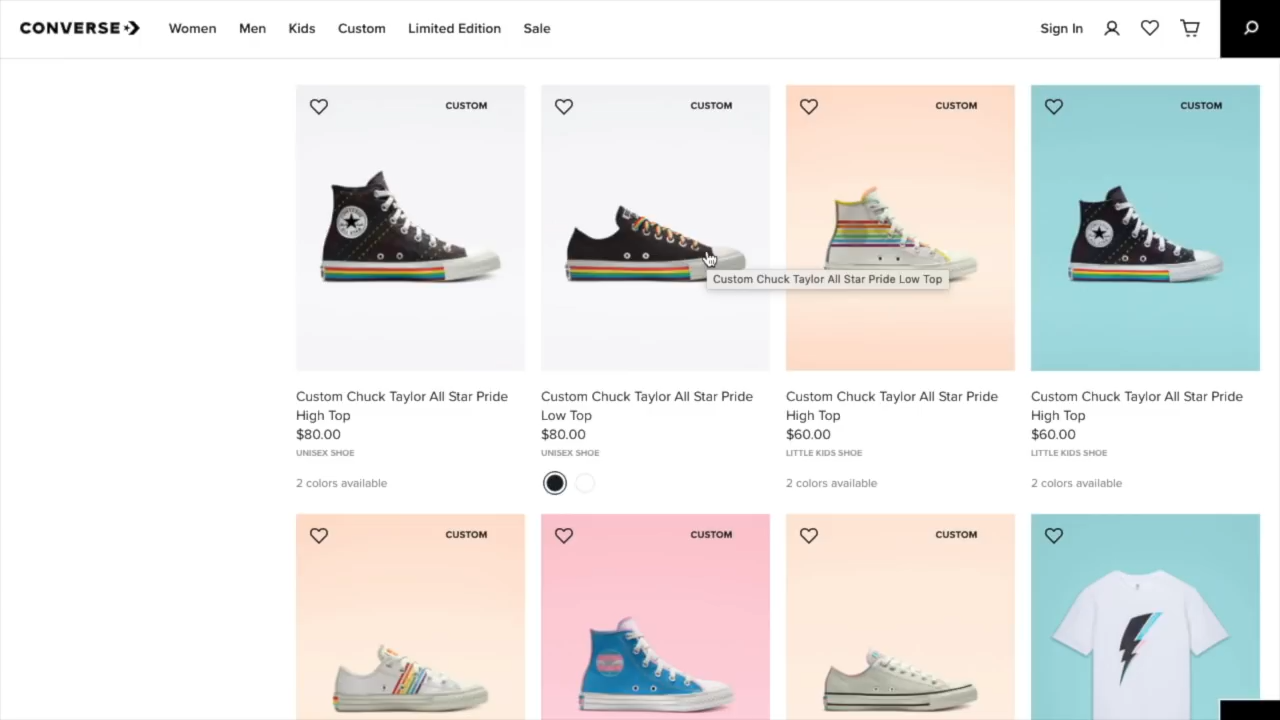 CONVERSE
Women
Men
Kids
Custom
Limited Edition
Sale
Sign In
CUSTOM
CUSTOM
CUSTOM
CUSTOM
Custom Chuck Taylor All Star Pride Low Top
Custom Chuck Taylor All Star Pride
High Top
$80.00
UNISEX SHOE
2 colors available
Custom Chuck Taylor All Star Pride
Low Top
$80.00
UNISEX SHOE
Custom Chuck Taylor All Star Pride
High Top
$60.00
LITTLE KIDS SHOE
2 colors available
Custom Chuck Taylor All Star Pride
High Top
$60.00
LITTLE KIDS SHOE
2 colors available
CUSTOM
CUSTOM
CUSTOM